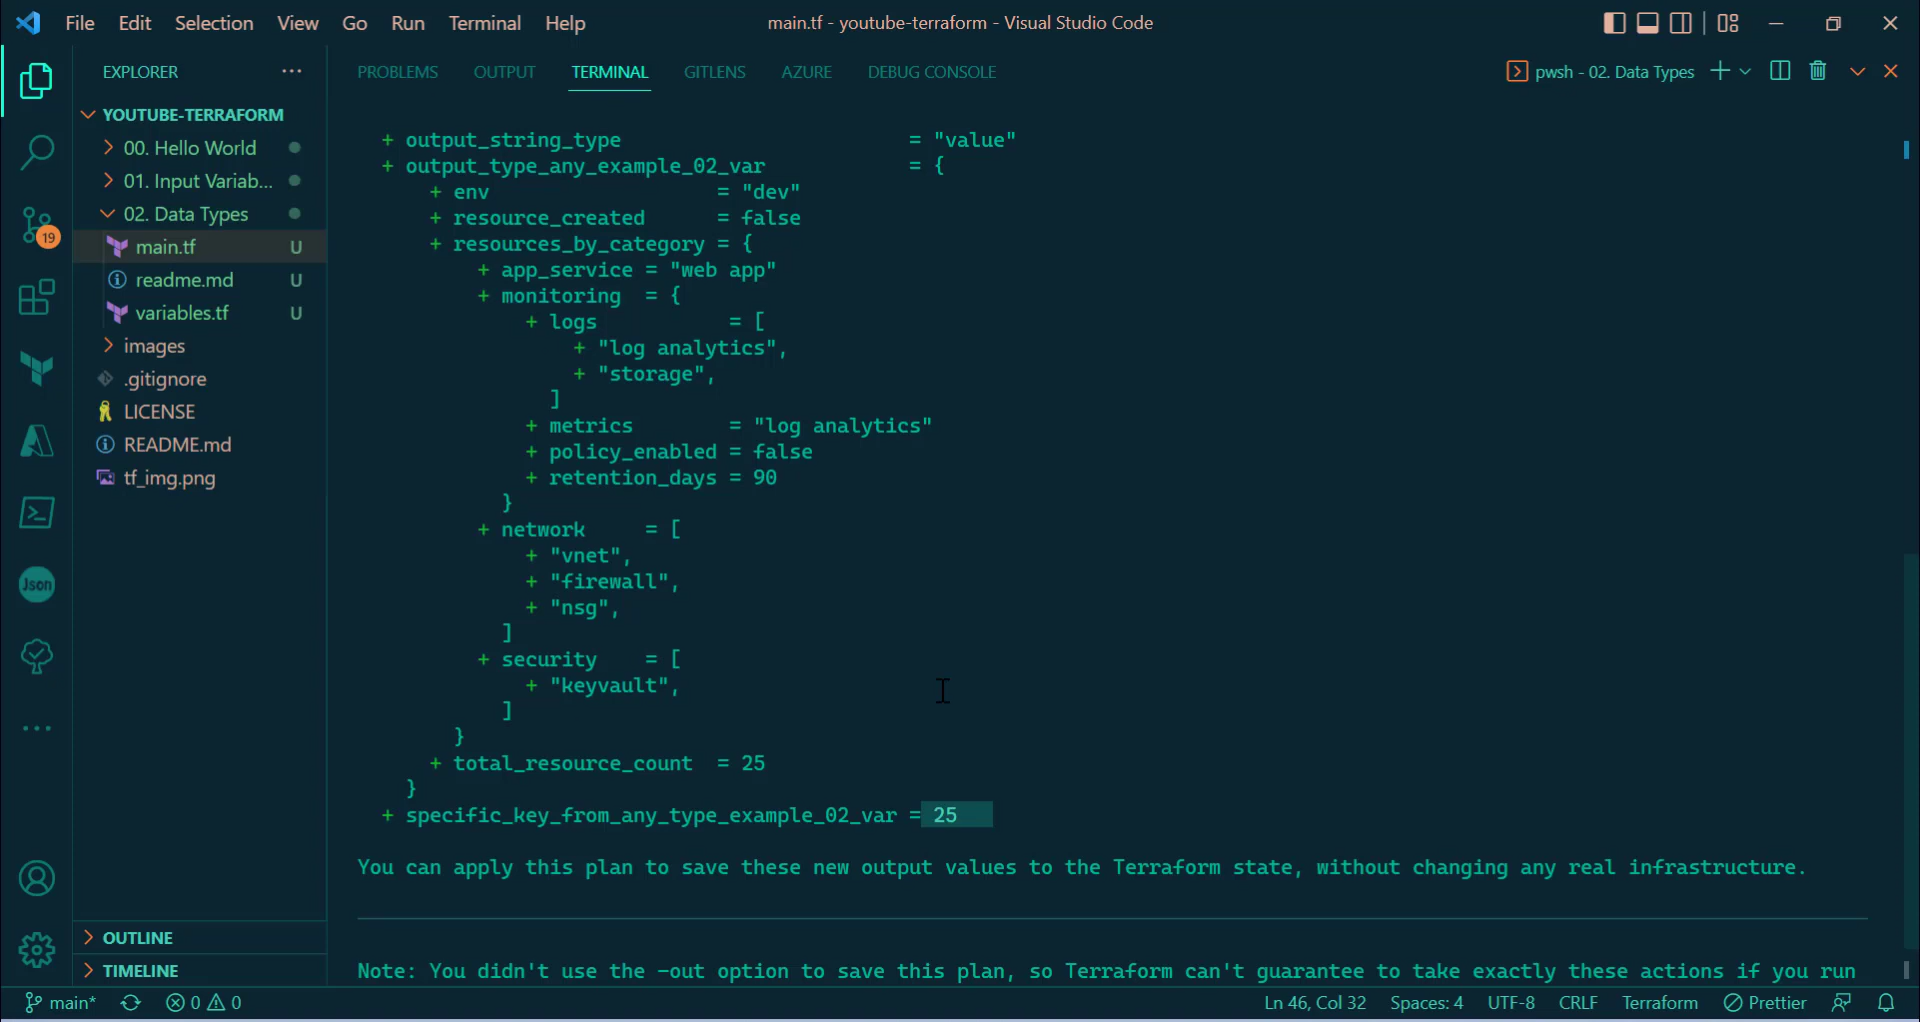 File Edit Selection View Go Run Terminal Help
main.tf - youtube-terraform - Visual Studio Code
EXPLORER
PROBLEMS OUTPUT TERMINAL GITLENS AZURE DEBUG CONSOLE
pwsh - 02. Data Types
YOUTUBE-TERRAFORM
00. Hello World
01. Input Variab...
02. Data Types
main.tf U
readme.md U
variables.tf U
images
.gitignore
LICENSE
README.md
tf_img.png
19
Json
OUTLINE
TIMELINE
+ output_string_type = "value"
+ output_type_any_example_02_var = {
+ env = "dev"
+ resource_created = false
+ resources_by_category = {
+ app_service = "web app"
+ monitoring = {
+ logs = [
+ "log analytics",
+ "storage",
]
+ metrics = "log analytics"
+ policy_enabled = false
+ retention_days = 90
}
+ network = [
+ "vnet",
+ "firewall",
+ "nsg",
]
+ security = [
+ "keyvault",
]
}
+ total_resource_count = 25
}
+ specific_key_from_any_type_example_02_var = 25
You can apply this plan to save these new output values to the Terraform state, without changing any real infrastructure.
Note: You didn't use the -out option to save this plan, so Terraform can't guarantee to take exactly these actions if you run
main* 0 0
Ln 46, Col 32 Spaces: 4 UTF-8 CRLF Terraform Prettier